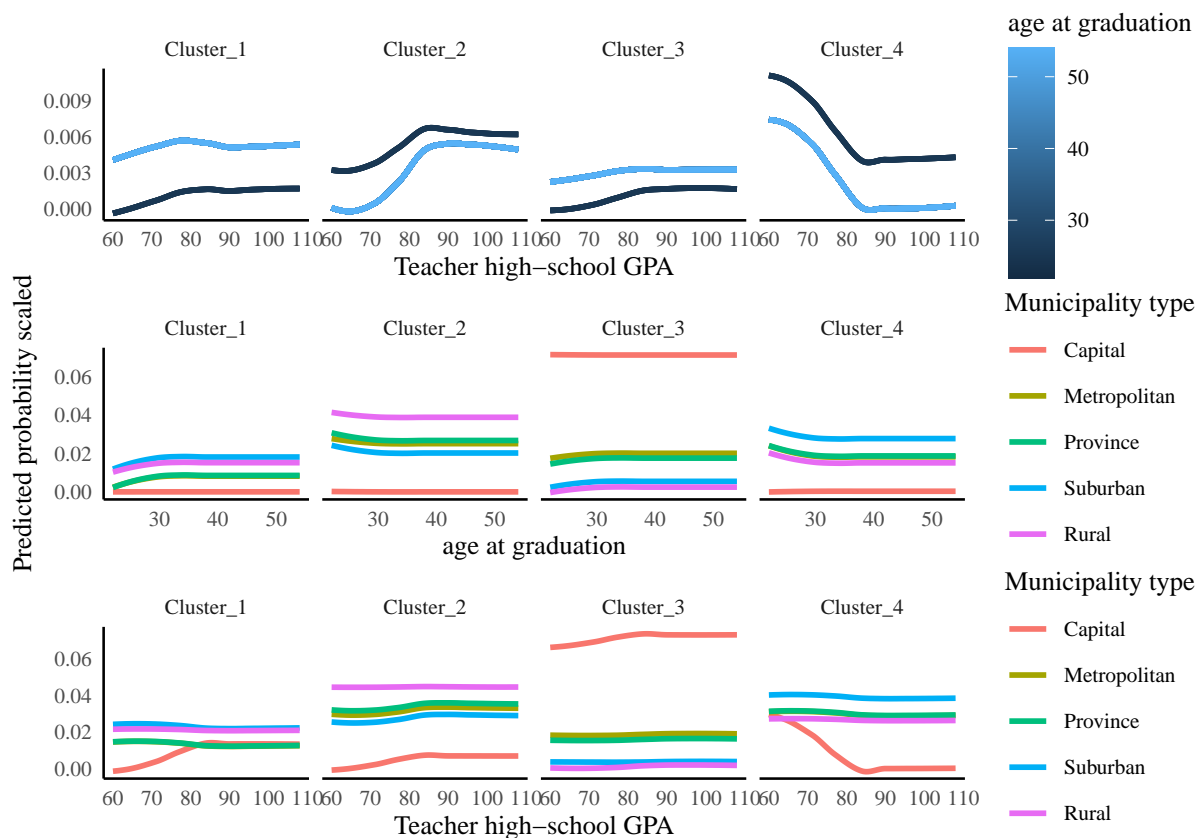 age at graduation
Cluster_1 Cluster_2 Cluster_3 Cluster_4
0.009
0.006
0.003
0.000
50
40
30
60 70 80 90 100 110 60 70 80 90 100 110 60 70 80 90 100 110 60 70 80 90 100 110
Teacher high−school GPA
Predicted probability scaled
Cluster_1 Cluster_2 Cluster_3 Cluster_4
0.06
0.04
0.02
0.00
30 40 50 30 40 50 30 40 50 30 40 50
age at graduation
Municipality type
Capital
Metropolitan
Province
Suburban
Rural
Cluster_1 Cluster_2 Cluster_3 Cluster_4
0.06
0.04
0.02
0.00
60 70 80 90 100 110 60 70 80 90 100 110 60 70 80 90 100 110 60 70 80 90 100 110
Teacher high−school GPA
Municipality type
Capital
Metropolitan
Province
Suburban
Rural